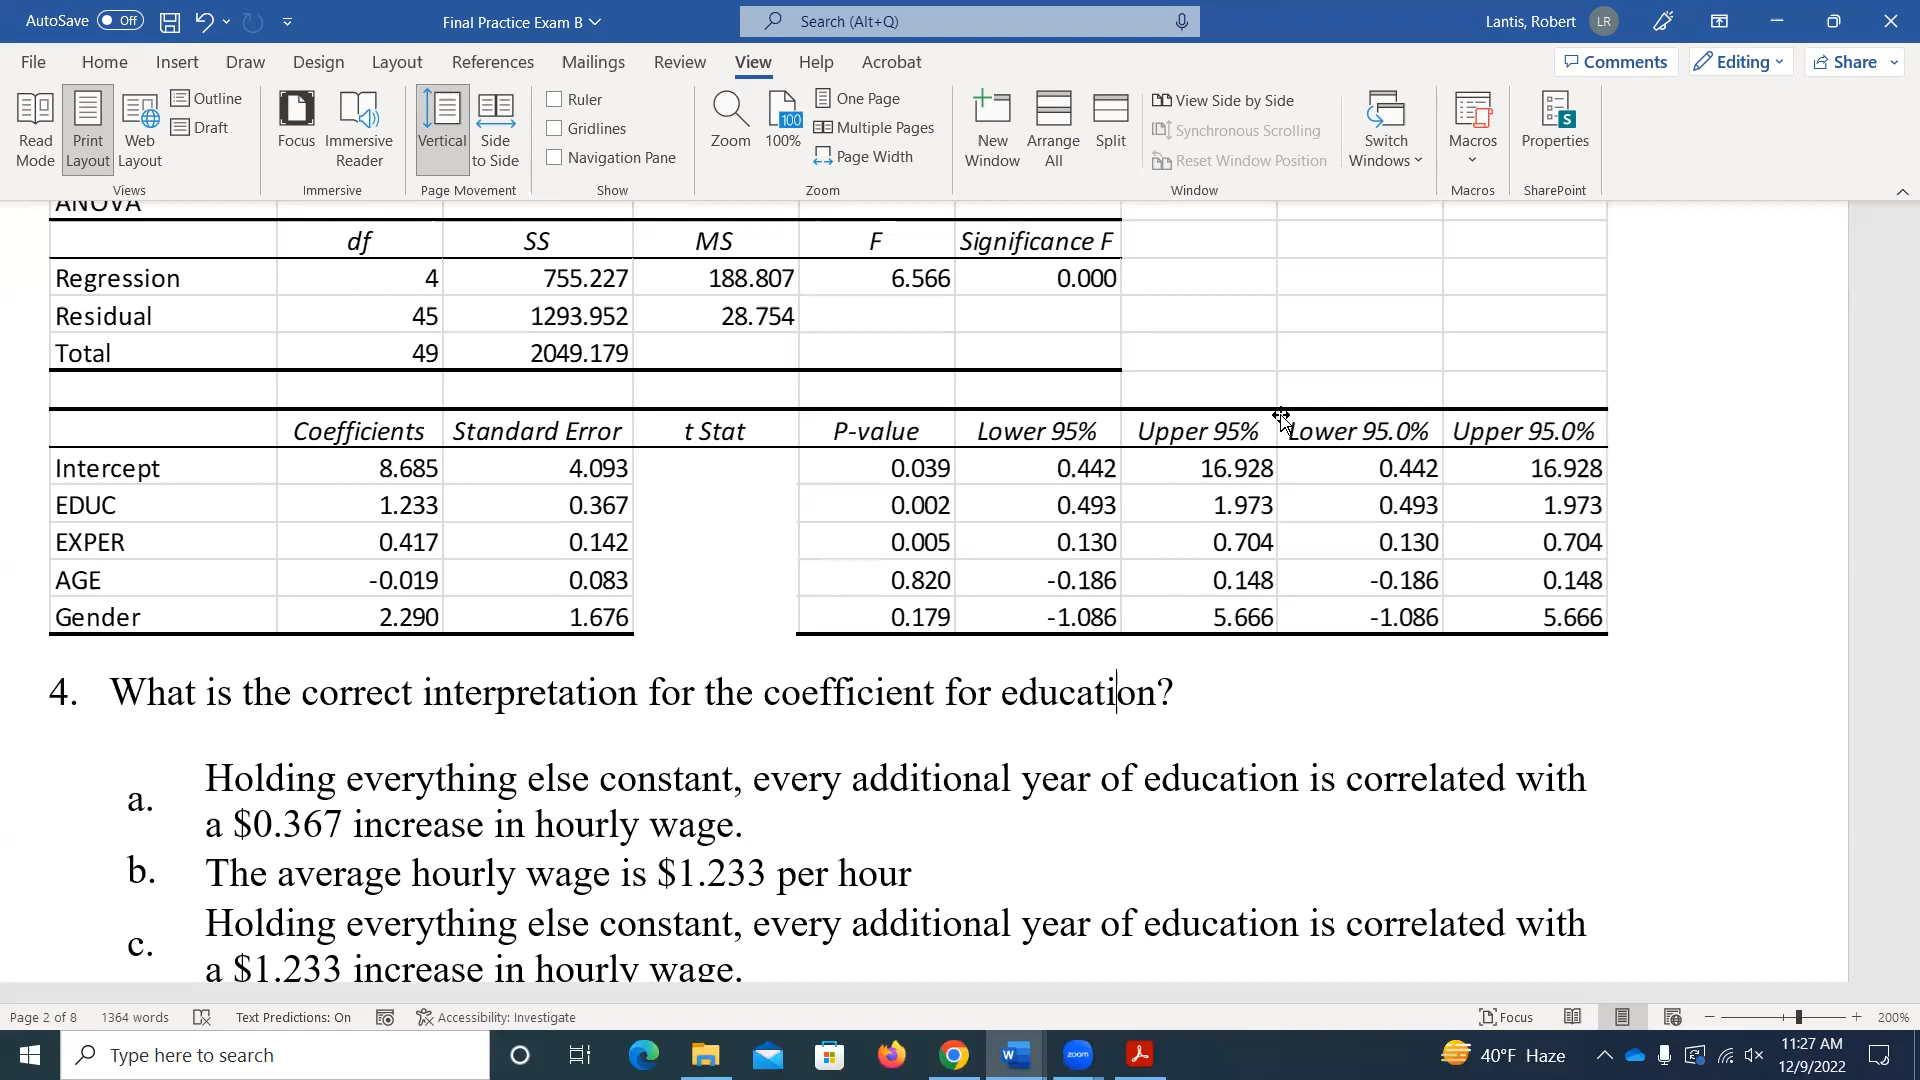 AutoSave Off Final Practice Exam B Search (Alt+Q) Lantis, Robert LR
File Home Insert Draw Design Layout References Mailings Review View Help Acrobat Comments Editing Share
Read Mode
Print Layout
Web Layout
Outline
Draft
Views
Focus
Immersive Reader
Immersive
Vertical
Side to Side
Page Movement
Ruler
Gridlines
Navigation Pane
Show
Zoom
100
100%
One Page
Multiple Pages
Page Width
Zoom
New Window
Arrange All
Split
View Side by Side
Synchronous Scrolling
Reset Window Position
Window
Switch Windows
Macros
Macros
S
Properties
SharePoint
ANOVA
df SS MS F Significance F
Regression 4 755.227 188.807 6.566 0.000
Residual 45 1293.952 28.754
Total 49 2049.179
Coefficients Standard Error t Stat P-value Lower 95% Upper 95% Lower 95.0% Upper 95.0%
Intercept 8.685 4.093 0.039 0.442 16.928 0.442 16.928
EDUC 1.233 0.367 0.002 0.493 1.973 0.493 1.973
EXPER 0.417 0.142 0.005 0.130 0.704 0.130 0.704
AGE -0.019 0.083 0.820 -0.186 0.148 -0.186 0.148
Gender 2.290 1.676 0.179 -1.086 5.666 -1.086 5.666
4. What is the correct interpretation for the coefficient for education?
a. Holding everything else constant, every additional year of education is correlated with
a $0.367 increase in hourly wage.
b. The average hourly wage is $1.233 per hour
c. Holding everything else constant, every additional year of education is correlated with
a $1.233 increase in hourly wage.
Page 2 of 8 1364 words Text Predictions: On Accessibility: Investigate Focus 200%
Type here to search zoom W 40°F Haze 11:27 AM
12/9/2022